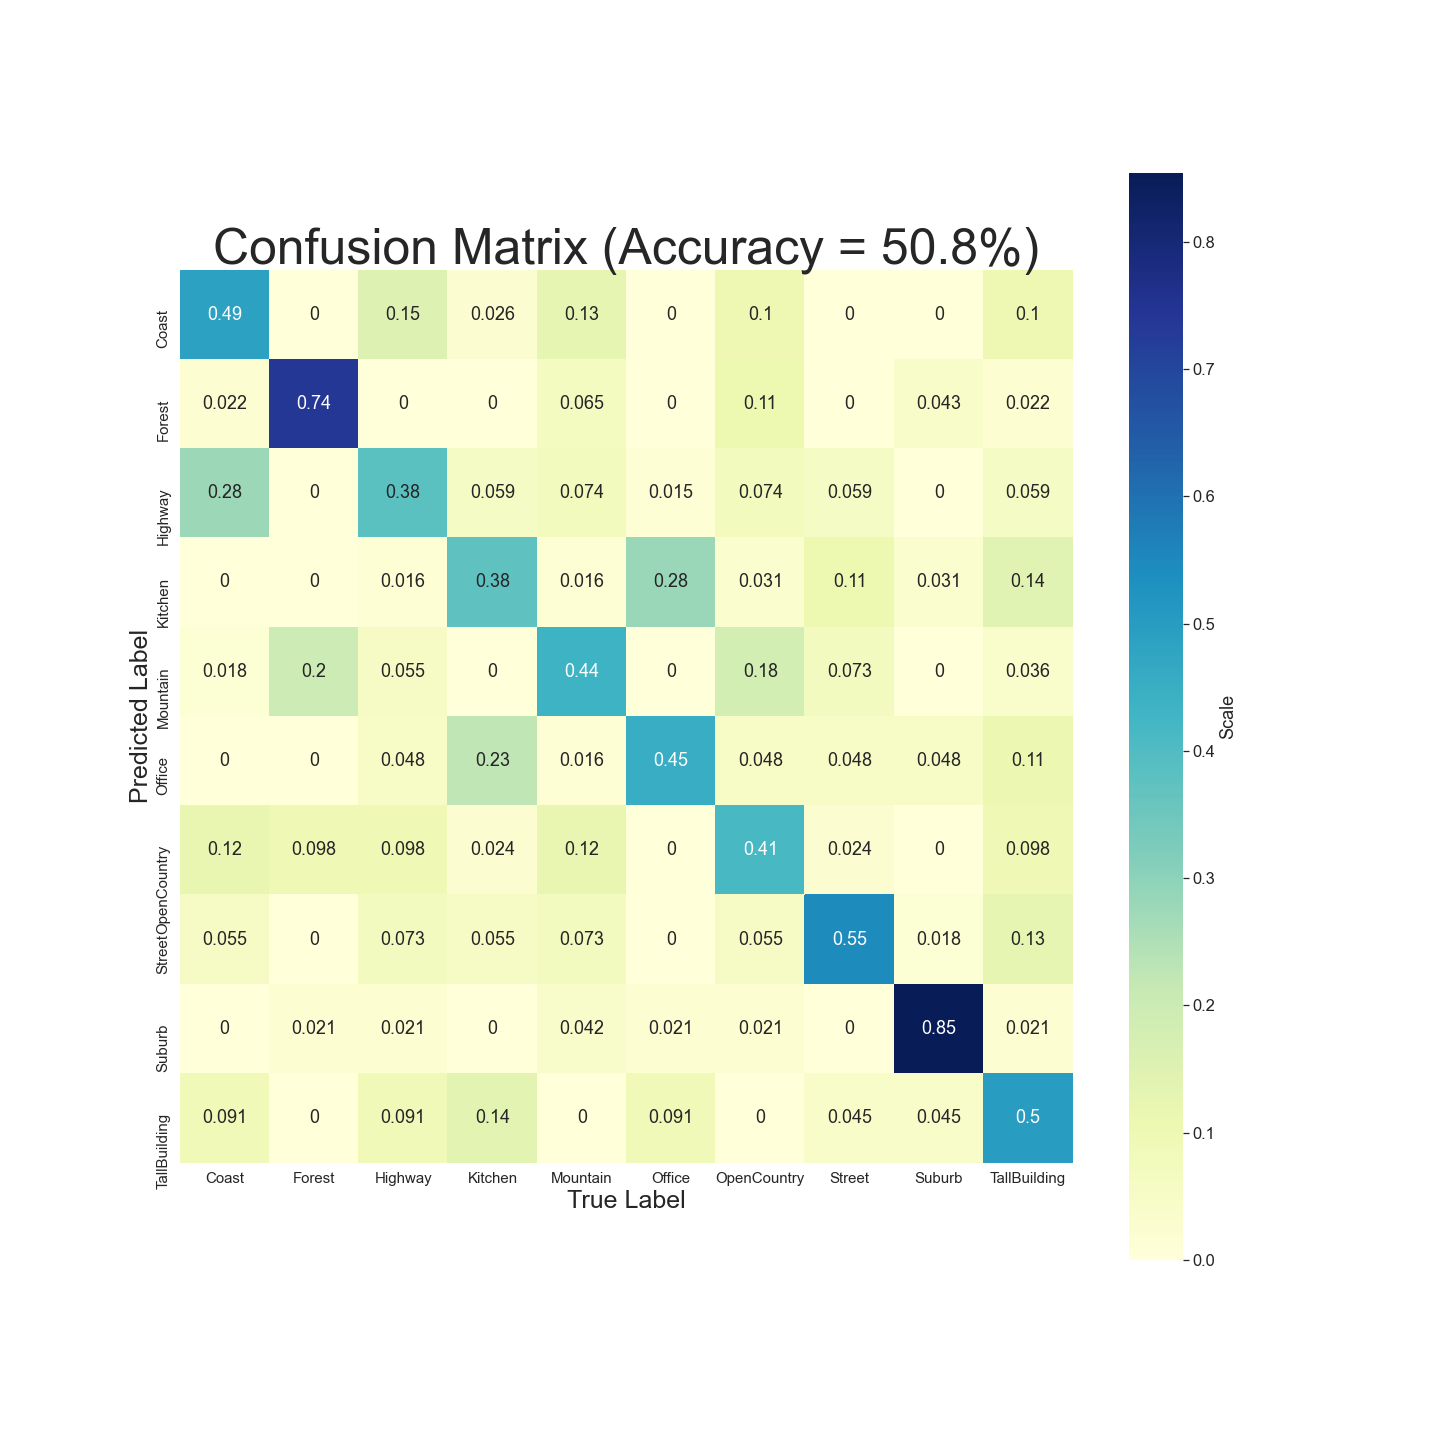 Confusion Matrix (Accuracy = 50.8%)
Coast 0.49 0 0.15 0.026 0.13 0 0.1 0 0 0.1
Forest 0.022 0.74 0 0 0.065 0 0.11 0 0.043 0.022
Highway 0.28 0 0.38 0.059 0.074 0.015 0.074 0.059 0 0.059
Kitchen 0 0 0.016 0.38 0.016 0.28 0.031 0.11 0.031 0.14
Mountain 0.018 0.2 0.055 0 0.44 0 0.18 0.073 0 0.036
Office 0 0 0.048 0.23 0.016 0.45 0.048 0.048 0.048 0.11
OpenCountry 0.12 0.098 0.098 0.024 0.12 0 0.41 0.024 0 0.098
Street 0.055 0 0.073 0.055 0.073 0 0.055 0.55 0.018 0.13
Suburb 0 0.021 0.021 0 0.042 0.021 0.021 0 0.85 0.021
TallBuilding 0.091 0 0.091 0.14 0 0.091 0 0.045 0.045 0.5
Coast Forest Highway Kitchen Mountain Office OpenCountry Street Suburb TallBuilding
True Label
Predicted Label
0.8
0.7
0.6
0.5
0.4
0.3
0.2
0.1
0.0
Scale